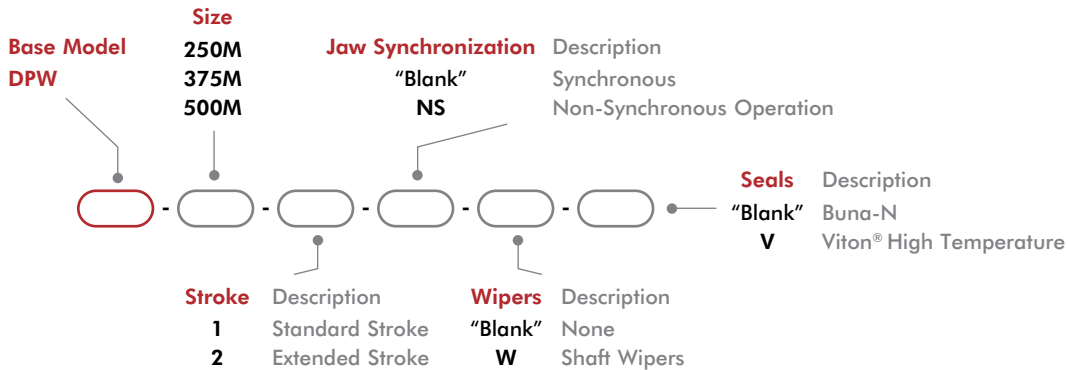 Size
Base Model 250M Jaw Synchronization Description
DPW 375M "Blank" Synchronous
500M NS Non-Synchronous Operation
Seals Description
- - - - - "Blank" Buna-N
V Viton® High Temperature
Stroke Description Wipers Description
1 Standard Stroke "Blank" None
2 Extended Stroke W Shaft Wipers